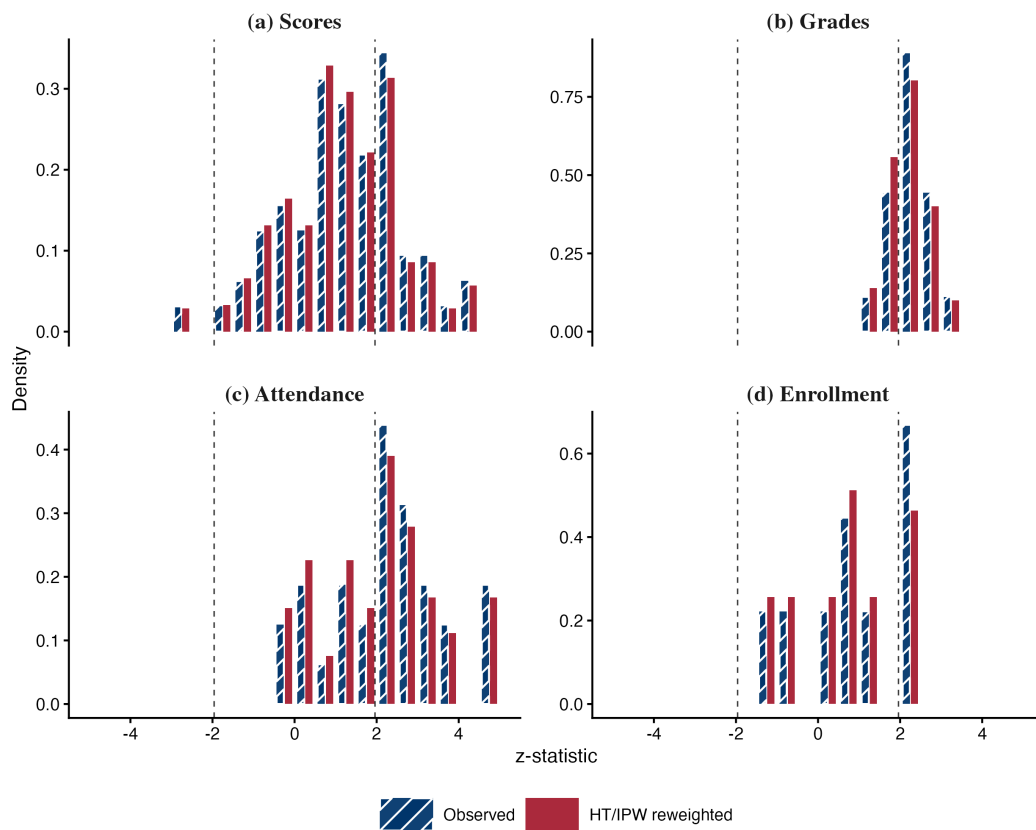 (a) Scores
(b) Grades
0.3
0.2
0.1
0.0
0.75
0.50
0.25
0.00
Density
(c) Attendance
(d) Enrollment
0.4
0.3
0.2
0.1
0.0
0.6
0.4
0.2
0.0
-4 -2 0 2 4
-4 -2 0 2 4
z-statistic
Observed HT/IPW reweighted